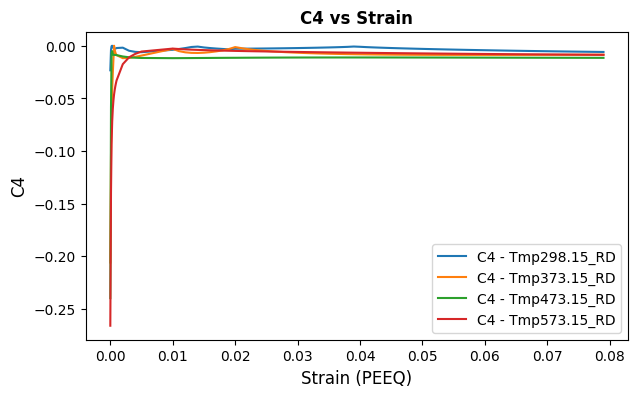 C4 vs Strain
0.00
−0.05
−0.10
−0.15
−0.20
−0.25
C4
C4 - Tmp298.15_RD
C4 - Tmp373.15_RD
C4 - Tmp473.15_RD
C4 - Tmp573.15_RD
0.00 0.01 0.02 0.03 0.04 0.05 0.06 0.07 0.08
Strain (PEEQ)